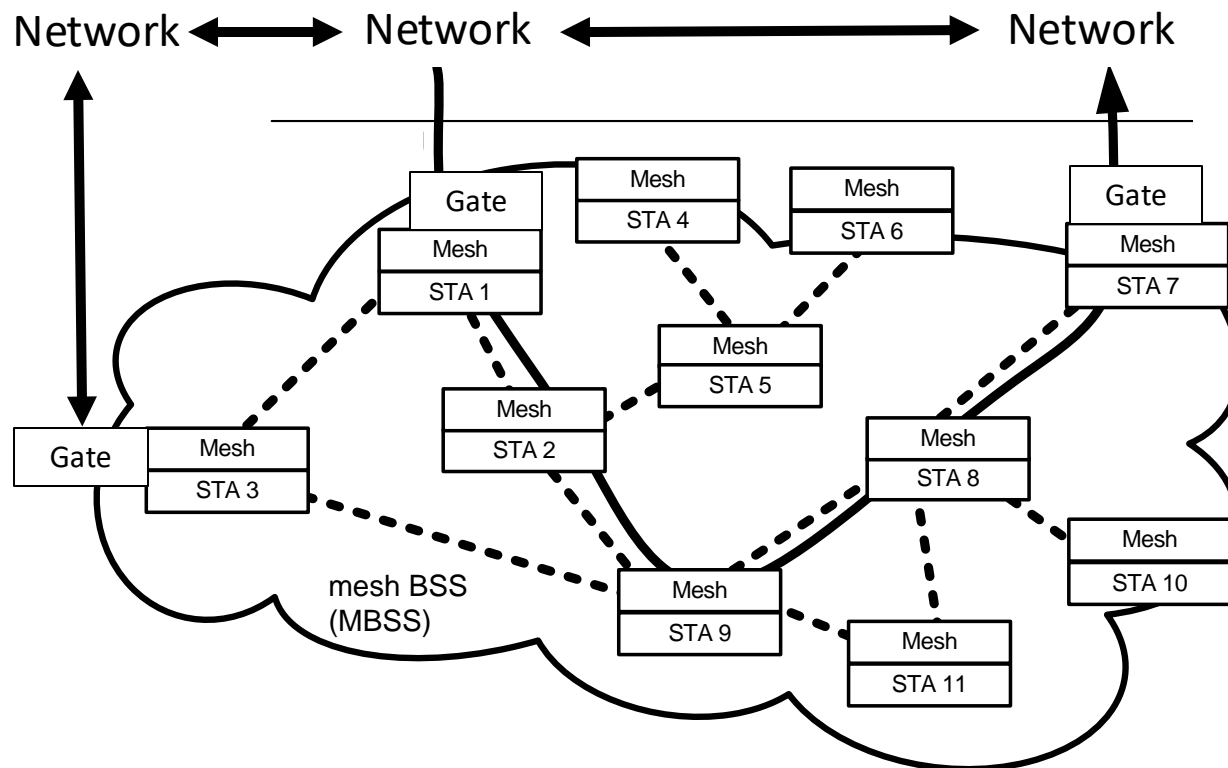 Network
Network
Network
Gate
Mesh
STA 1
Mesh
STA 4
Mesh
STA 6
Gate
Mesh
STA 7
Mesh
STA 5
Mesh
STA 2
Gate
Mesh
STA 3
Mesh
STA 8
Mesh
STA 10
mesh BSS
(MBSS)
Mesh
STA 9
Mesh
STA 11